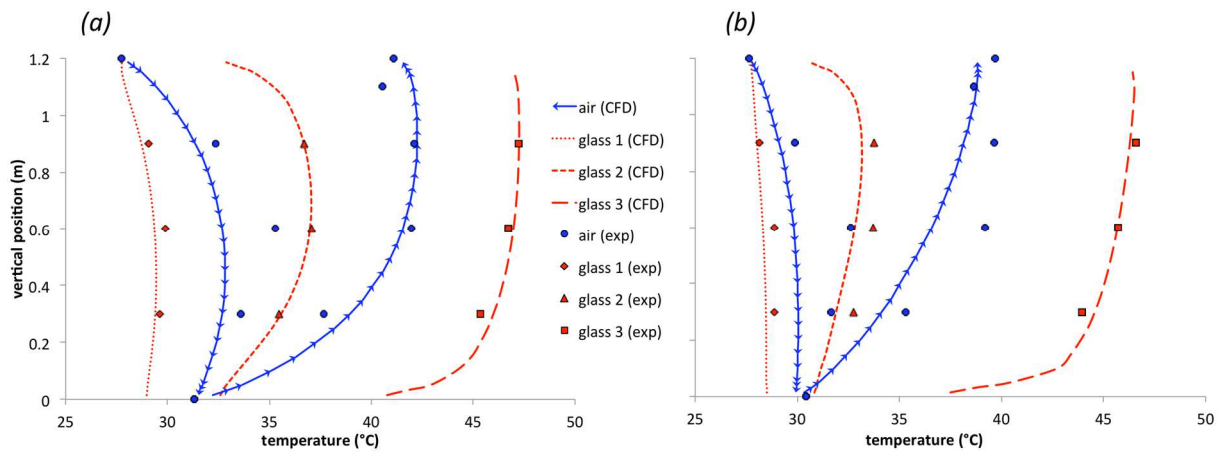 (a)
(b)
1.2
1
0.8
0.6
0.4
0.2
0
vertical position (m)
25 30 35 40 45 50
temperature (°C)
air (CFD)
glass 1 (CFD)
glass 2 (CFD)
glass 3 (CFD)
air (exp)
glass 1 (exp)
glass 2 (exp)
glass 3 (exp)
25 30 35 40 45 50
temperature (°C)